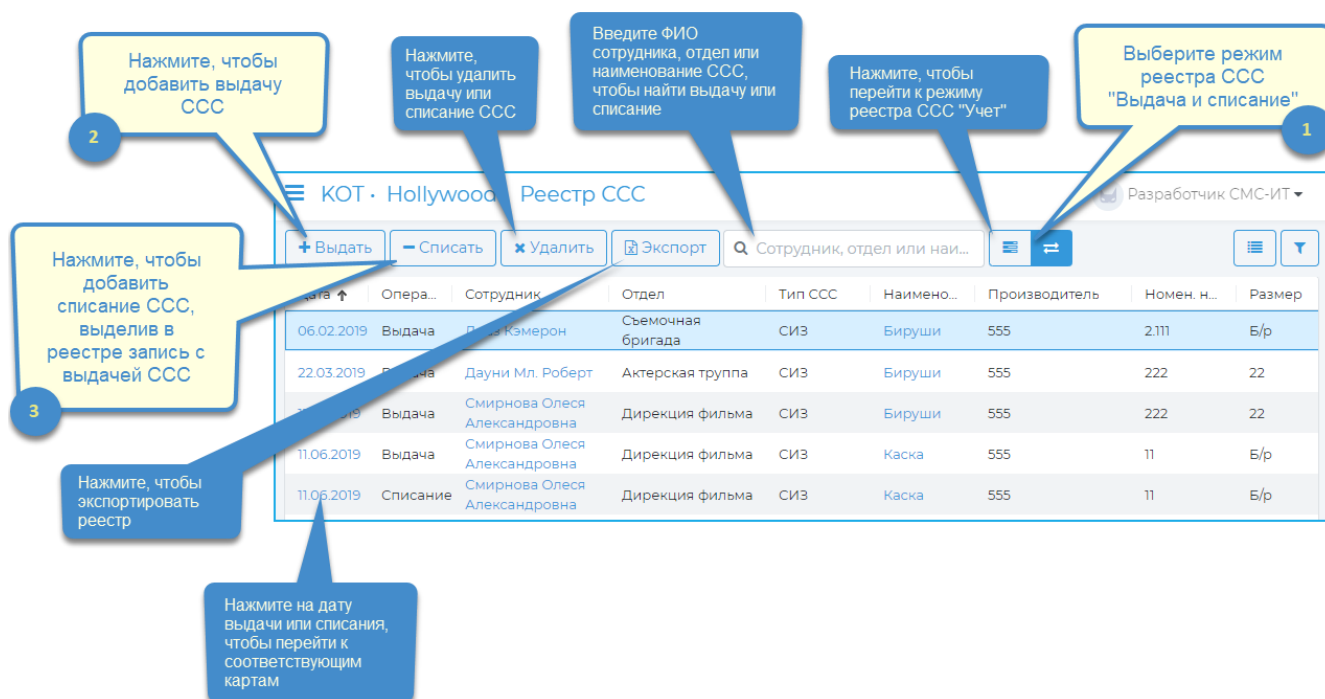 Нажмите, чтобы
добавить выдачу
ССС
2
Нажмите,
чтобы удалить
выдачу или
списание ССС
Введите ФИО
сотрудника, отдел или
наименование ССС,
чтобы найти выдачу или
списание
Нажмите, чтобы
перейти к режиму
реестра ССС "Учет"
Выберите режим
реестра ССС
"Выдача и списание"
1
КОТ · Hollywood Реестр ССС
Разработчик СМС-ИТ
Выдать Списать Удалить Экспорт Сотрудник, отдел или наи...
Нажмите, чтобы
добавить
списание ССС,
выделив в
реестре запись с
выдачей ССС
3
Дата Опера... Сотрудник Отдел Тип ССС Наимено... Производитель Номен. н... Размер
06.02.2019 Выдача Кэмерон Съемочная бригада СИЗ Бируши 555 2.111 Б/р
22.03.2019 Выдача Дауни Мл. Роберт Актерская труппа СИЗ Бируши 555 222 22
Выдача Смирнова Олеся Александровна Дирекция фильма СИЗ Бируши 555 222 22
11.06.2019 Выдача Смирнова Олеся Александровна Дирекция фильма СИЗ Каска 555 11 Б/р
11.06.2019 Списание Смирнова Олеся Александровна Дирекция фильма СИЗ Каска 555 11 Б/р
Нажмите, чтобы
экспортировать
реестр
Нажмите на дату
выдачи или списания,
чтобы перейти к
соответствующим
картам